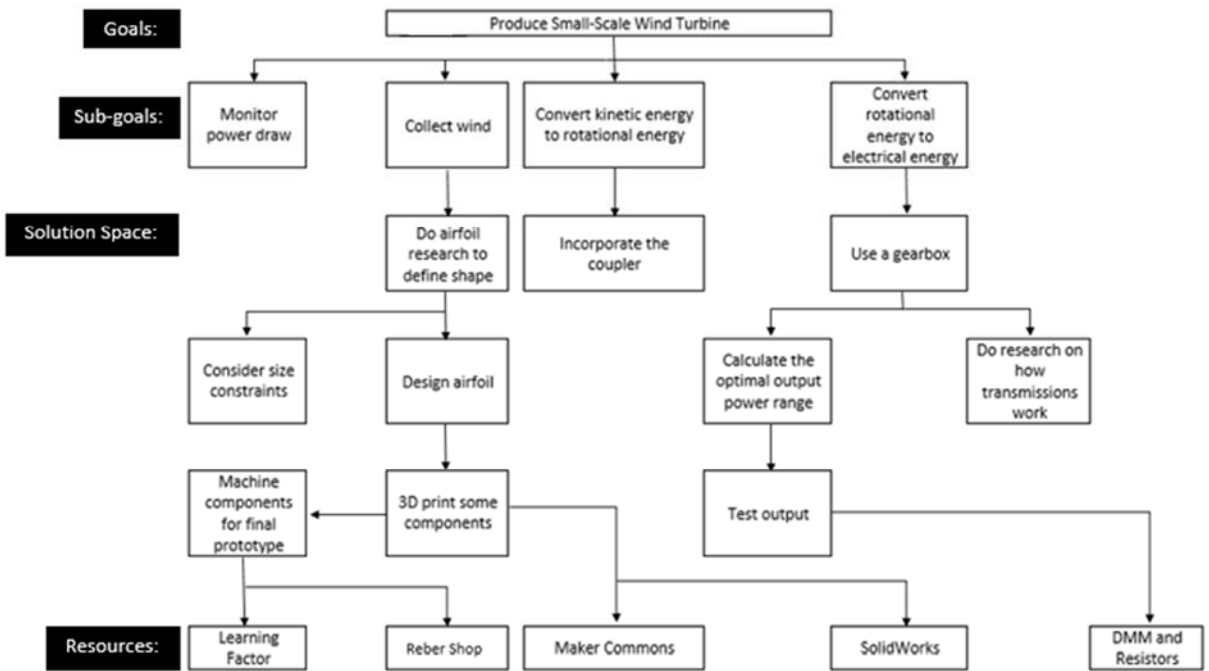 Goals:
Produce Small-Scale Wind Turbine
Sub-goals:
Monitor
power draw
Collect wind
Convert kinetic energy
to rotational energy
Convert
rotational
energy to
electrical energy
Solution Space:
Do airfoil
research to
define shape
Incorporate the
coupler
Use a gearbox
Consider size
constraints
Design airfoil
Calculate the
optimal output
power range
Do research on
how
transmissions
work
Machine
components
for final
prototype
3D print some
components
Test output
Resources:
Learning
Factor
Reber Shop
Maker Commons
SolidWorks
DMM and
Resistors